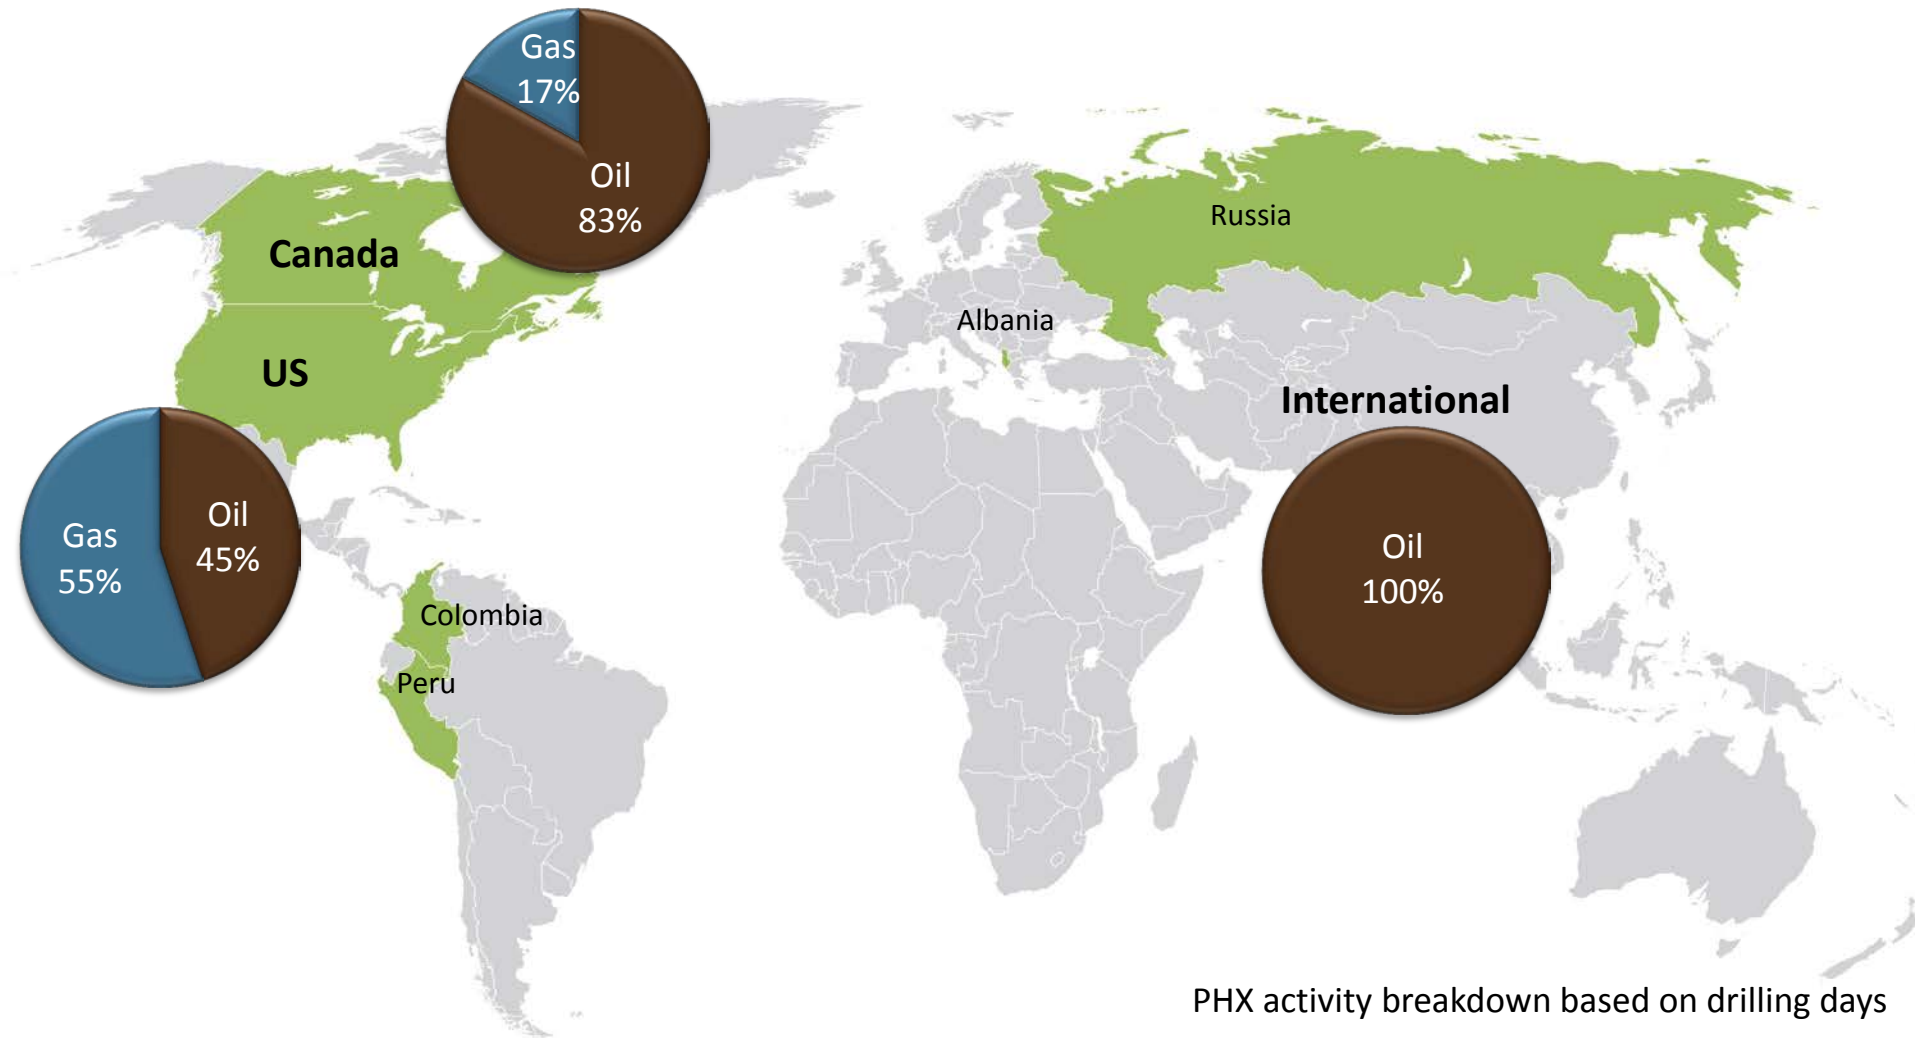 Gas
17%
Oil
83%
Canada
Russia
Albania
US
International
Gas
55%
Oil
45%
Oil
100%
Colombia
Peru
PHX activity breakdown based on drilling days